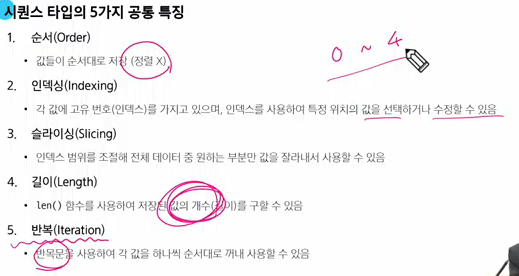 시퀀스 타입의 5가지 공통 특징
1. 순서(Order)
• 값들이 순서대로 저장 (정렬 X)
0 ~ 4
2. 인덱싱(Indexing)
• 각 값에 고유 번호(인덱스)를 가지고 있으며, 인덱스를 사용하여 특정 위치의 값을 선택하거나 수정할 수 있음
3. 슬라이싱(Slicing)
• 인덱스 범위를 조절해 전체 데이터 중 원하는 부분만 값을 잘라내서 사용할 수 있음
4. 길이(Length)
• len() 함수를 사용하여 저장된 값의 개수(길이)를 구할 수 있음
5. 반복(Iteration)
• 반복문을 사용하여 각 값을 하나씩 순서대로 꺼내 사용할 수 있음